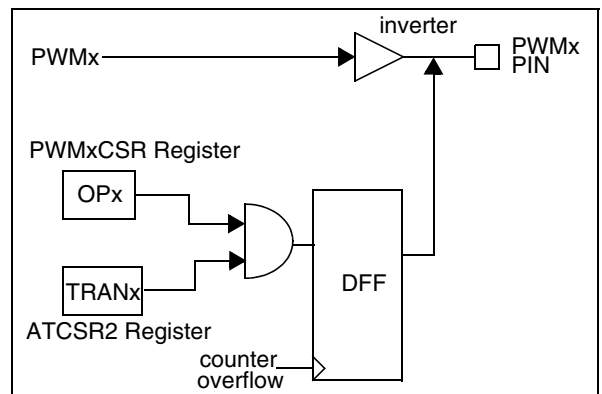 inverter
PWMx
PWMx
PIN
PWMxCSR Register
OPx
TRANx
ATCSR2 Register
DFF
counter
overflow